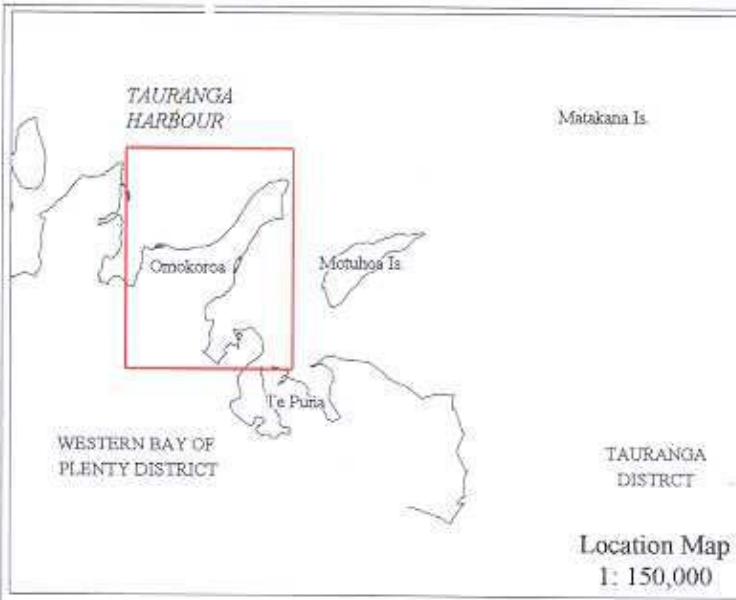 TAURANGA
HARBOUR
Matakana Is.
Omokoroa
Motuhoa Is.
Te Puna
WESTERN BAY OF
PLENTY DISTRICT
TAURANGA
DISTRCT
Location Map
1: 150,000